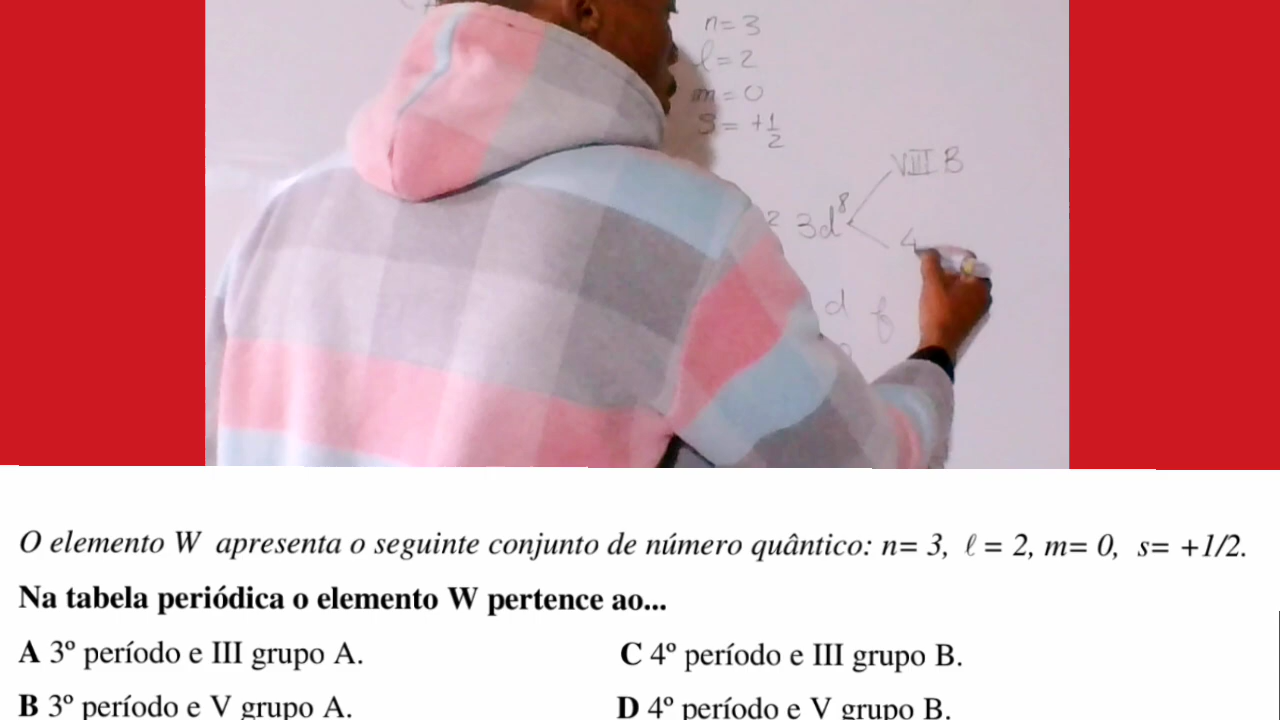 n=3
l=2
m=0
S= +1/2
VIII B
2 3d⁸
4
d f
O elemento W apresenta o seguinte conjunto de número quântico: n= 3, ℓ = 2, m= 0, s= +1/2.
Na tabela periódica o elemento W pertence ao...
A 3º período e III grupo A.
C 4º período e III grupo B.
B 3º período e V grupo A.
D 4º período e V grupo B.